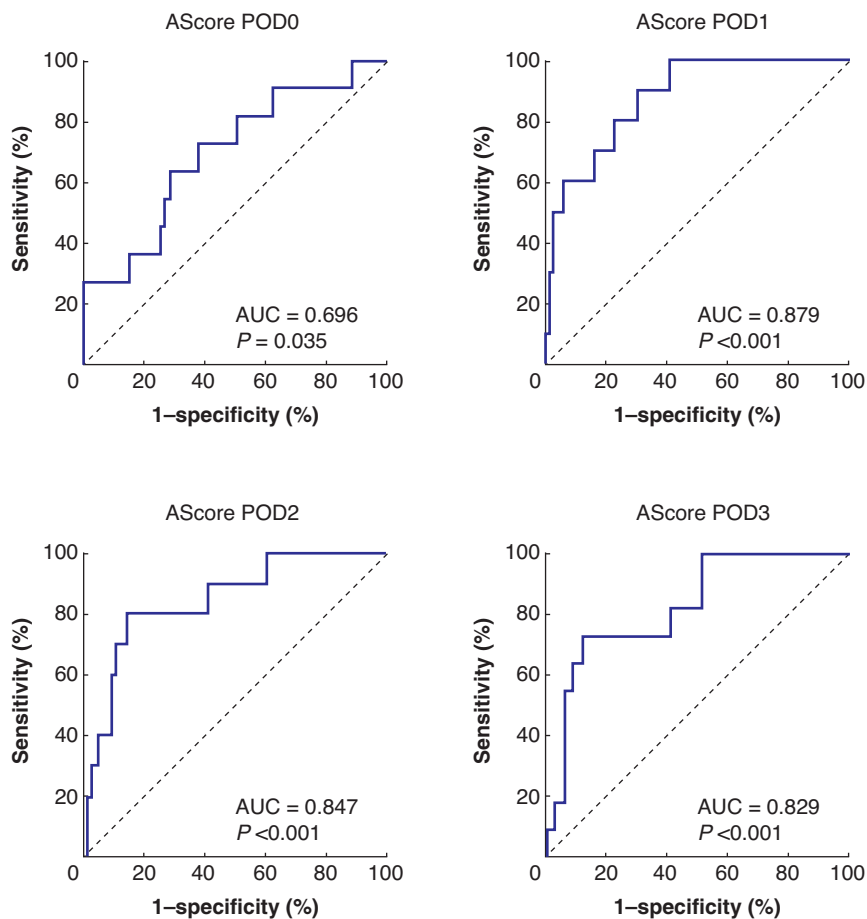 AScore POD0
100
80
60
40
20
0
20
40
60
80
100
Sensitivity (%)
1–specificity (%)
AUC = 0.696
P = 0.035
AScore POD1
100
80
60
40
20
0
20
40
60
80
100
Sensitivity (%)
1–specificity (%)
AUC = 0.879
P <0.001
AScore POD2
100
80
60
40
20
0
20
40
60
80
100
Sensitivity (%)
1–specificity (%)
AUC = 0.847
P <0.001
AScore POD3
100
80
60
40
20
0
20
40
60
80
100
Sensitivity (%)
1–specificity (%)
AUC = 0.829
P <0.001